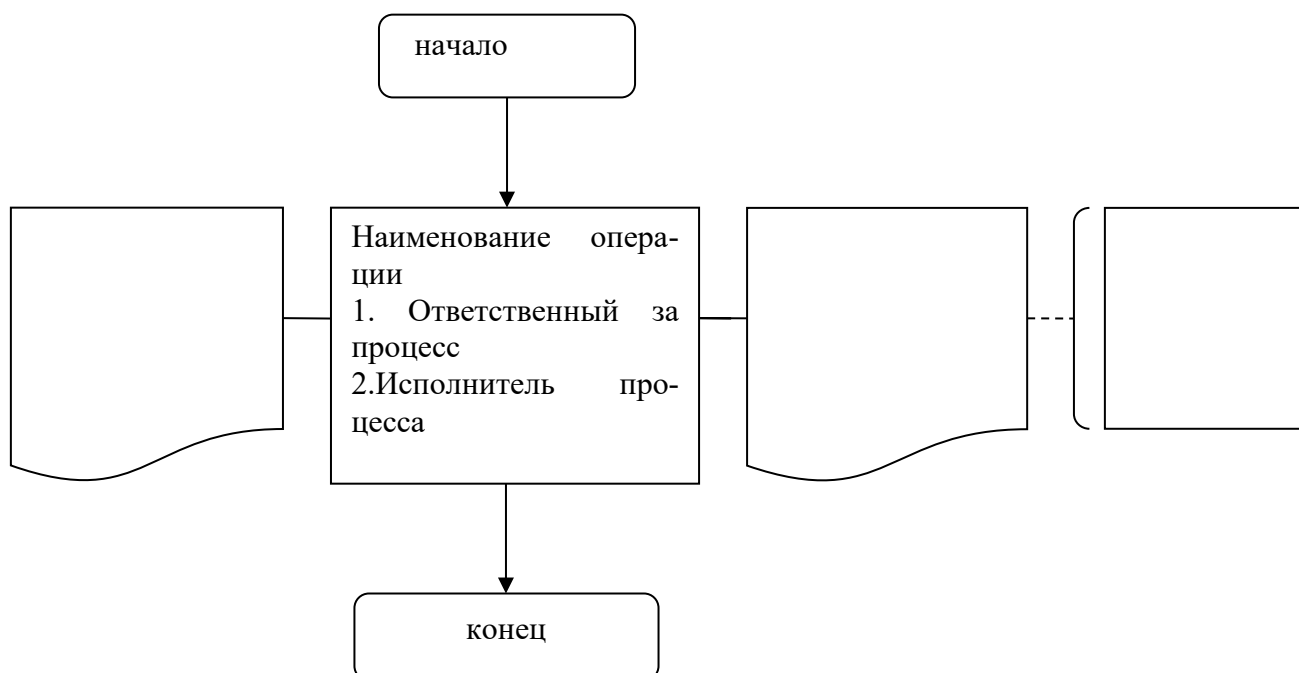 начало
Наименование опера-
ции
1. Ответственный за
процесс
2.Исполнитель про-
цесса
конец